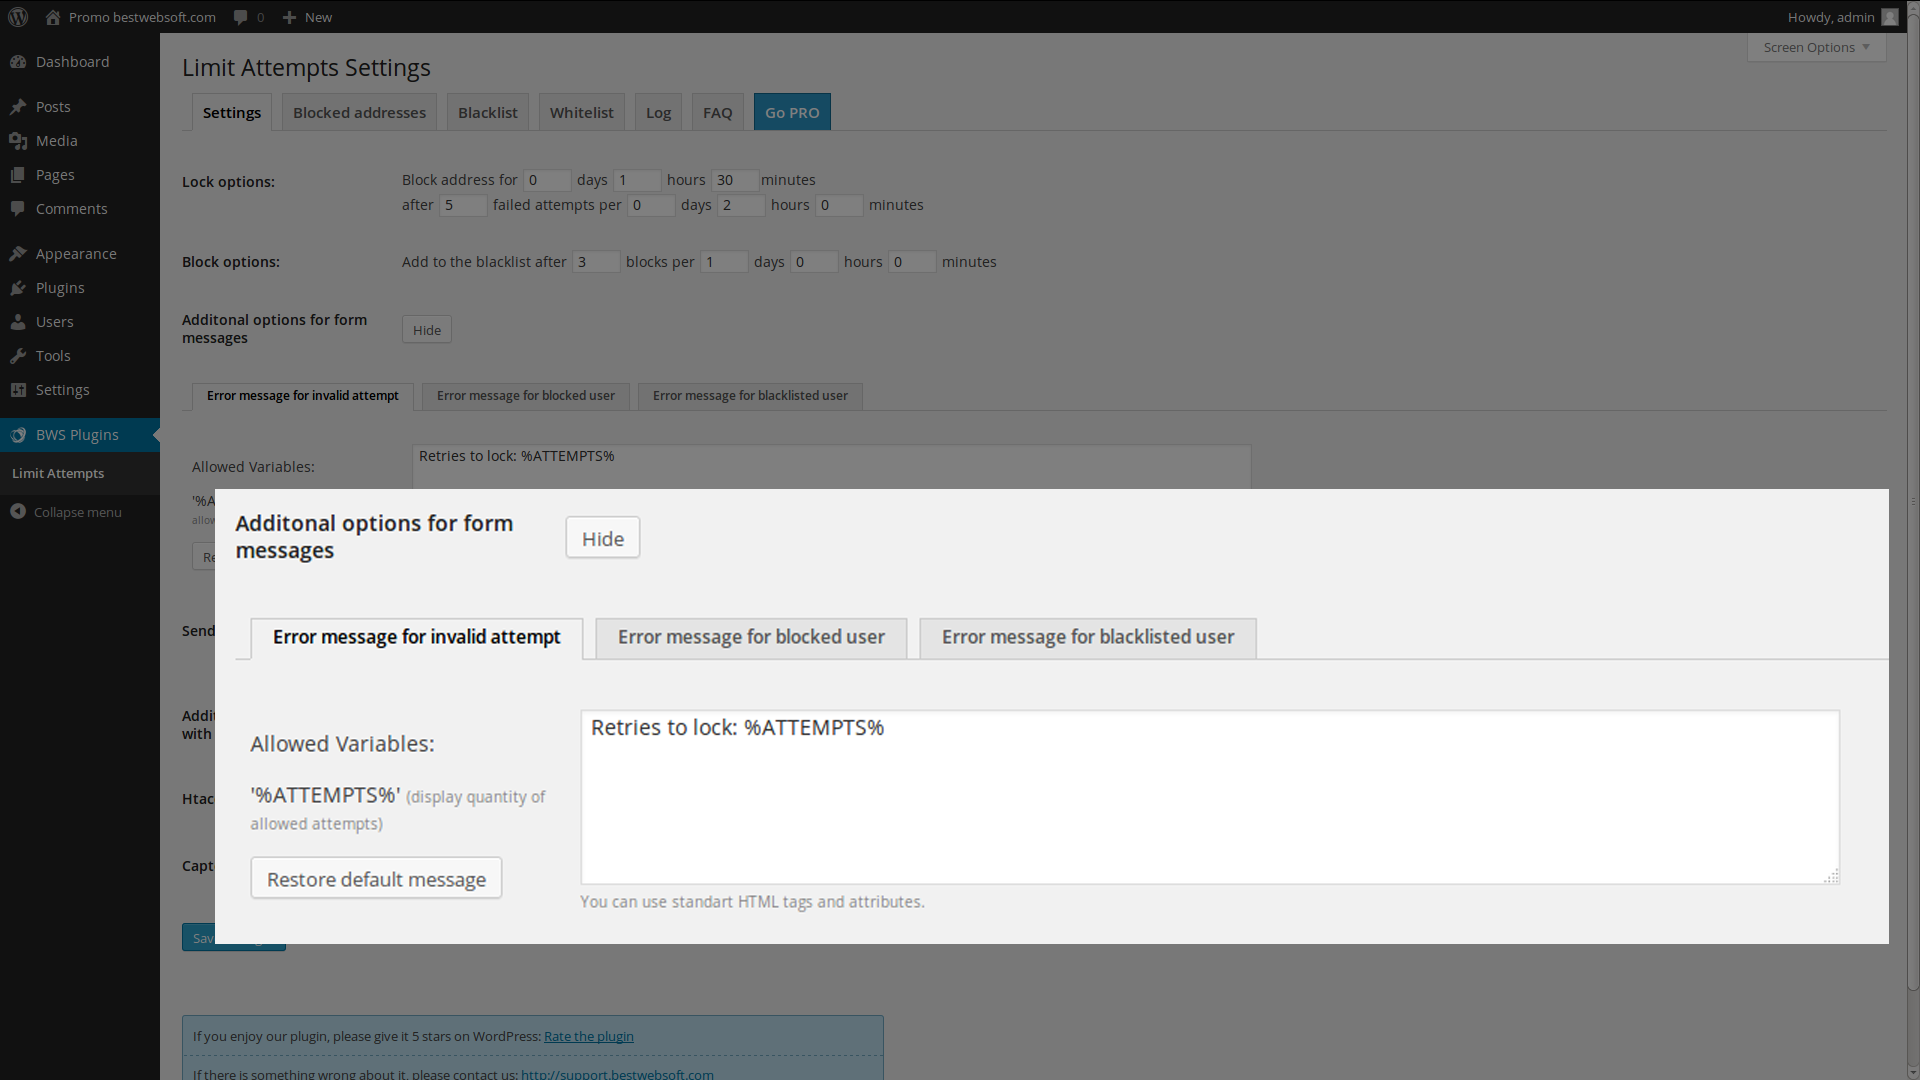 Promo bestwebsoft.com 0 New Howdy, admin
Screen Options
Dashboard
Posts
Media
Pages
Comments
Appearance
Plugins
Users
Tools
Settings
BWS Plugins
Limit Attempts
Collapse menu
Limit Attempts Settings
Settings Blocked addresses Blacklist Whitelist Log FAQ Go PRO
Lock options: Block address for 0 days 1 hours 30 minutes
after 5 failed attempts per 0 days 2 hours 0 minutes
Block options: Add to the blacklist after 3 blocks per 1 days 0 hours 0 minutes
Additonal options for form
messages
Hide
Error message for invalid attempt Error message for blocked user Error message for blacklisted user
Allowed Variables: Retries to lock: %ATTEMPTS%
Additonal options for form
messages
Hide
Error message for invalid attempt Error message for blocked user Error message for blacklisted user
Retries to lock: %ATTEMPTS%
Allowed Variables:
'%ATTEMPTS%' (display quantity of
allowed attempts)
Restore default message
You can use standart HTML tags and attributes.
Send
with
If you enjoy our plugin, please give it 5 stars on WordPress: Rate the plugin
If there is something wrong about it, please contact us: http://support.bestwebsoft.com